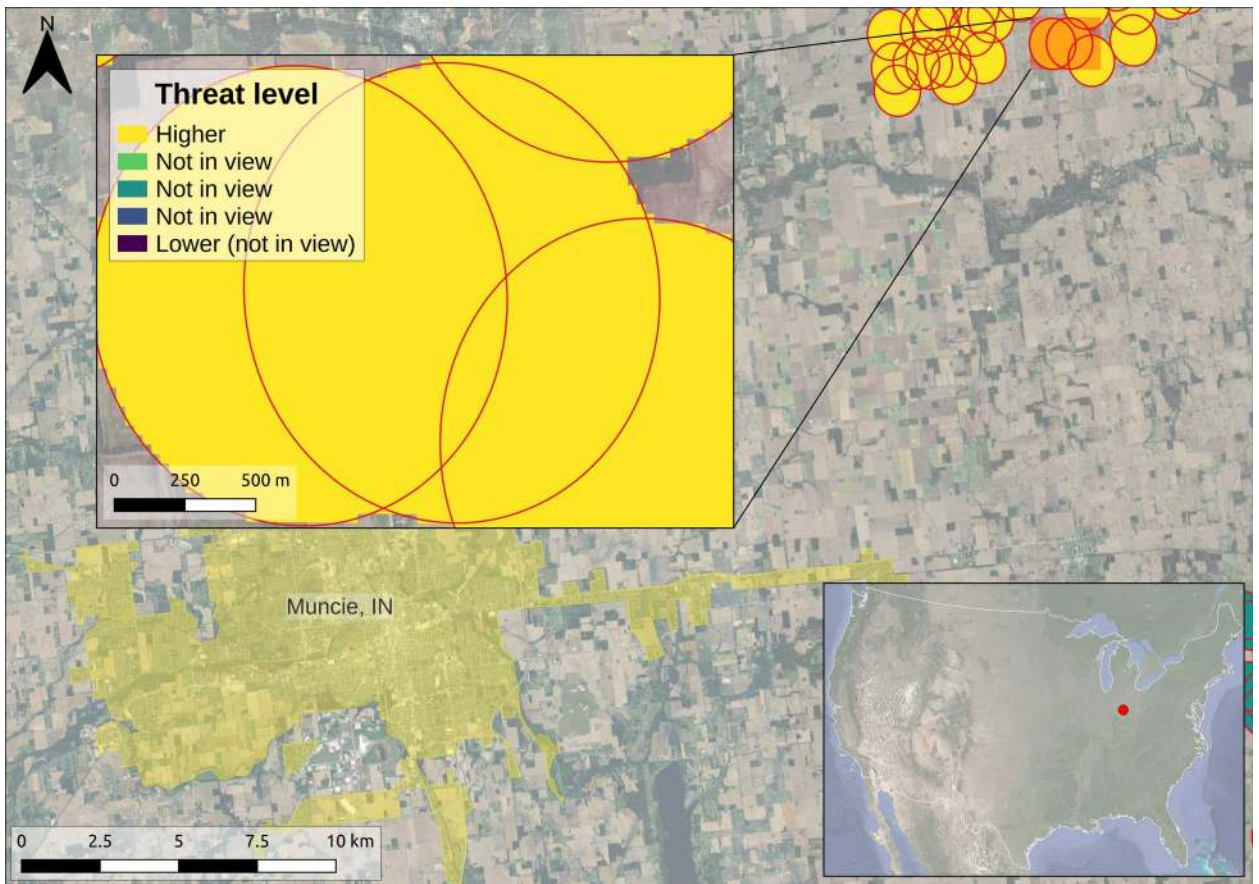 N
Threat level
Higher
Not in view
Not in view
Not in view
Lower (not in view)
0 250 500 m
Muncie, IN
0 2.5 5 7.5 10 km